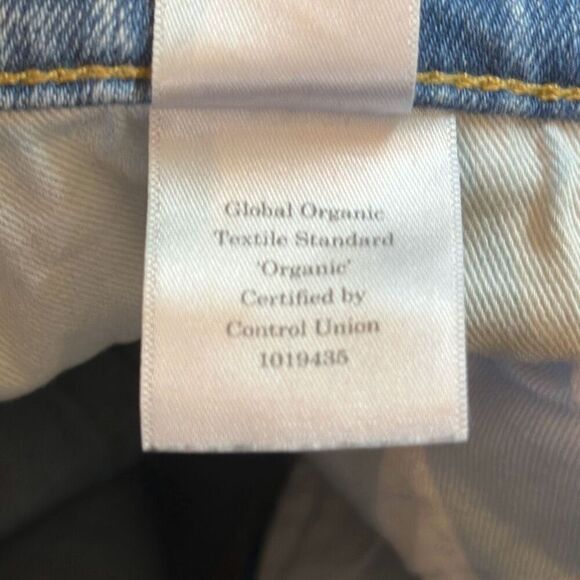 Global Organic
Textile Standard
'Organic'
Certified by
Control Union
1019435